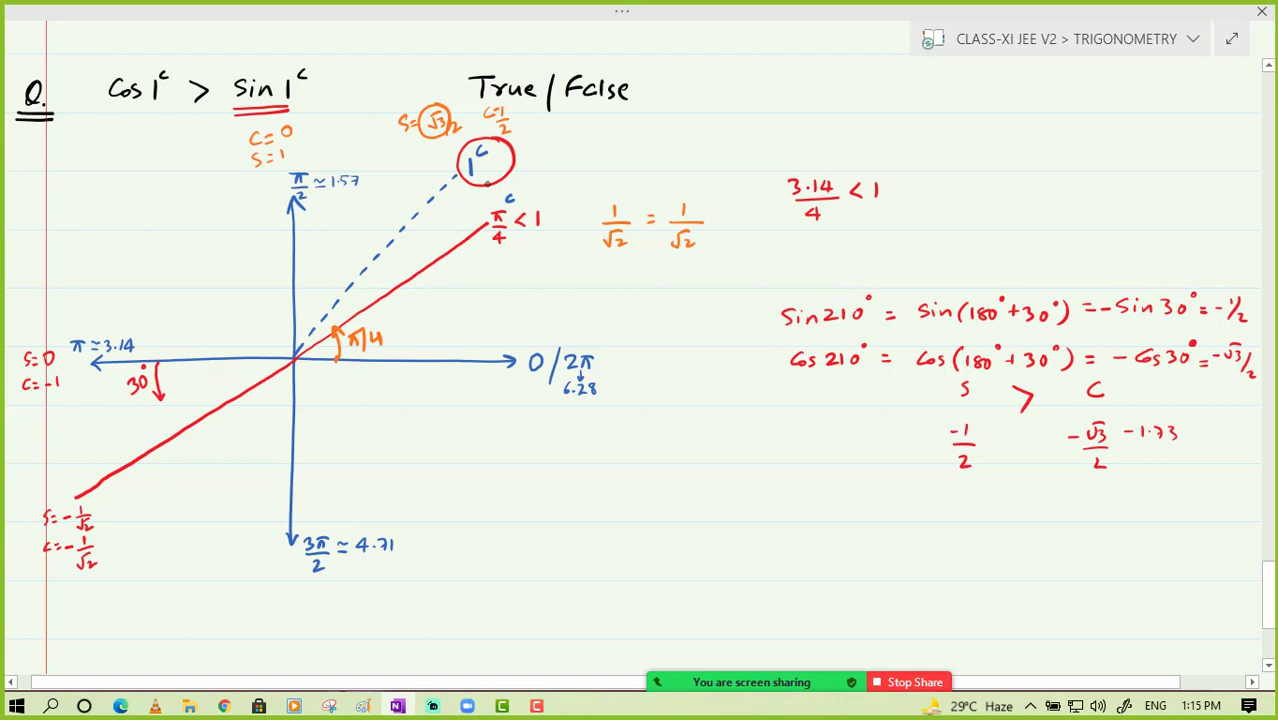 CLASS-XI JEE V2 > TRIGONOMETRY
Q. Cos 1ᶜ > Sin 1ᶜ True / False
C = 0
S = 1
S = √3/2 C = 1/2
1ᶜ
π/2 ≃ 1.57
π/4 ᶜ < 1
1/√2 = 1/√2
3.14/4 < 1
π/4
π ≃ 3.14
S = 0
C = -1
30°
0 / 2π
6.28
Sin 210° = Sin(180° + 30°) = - Sin 30° = - 1/2
Cos 210° = Cos(180° + 30°) = - Cos 30° = - √3/2
S > C
-1/2 - √3/2 - 1.73
S = - 1/√2
C = - 1/√2
3π/2 ≃ 4.71
You are screen sharing Stop Share
29°C Haze 1:15 PM